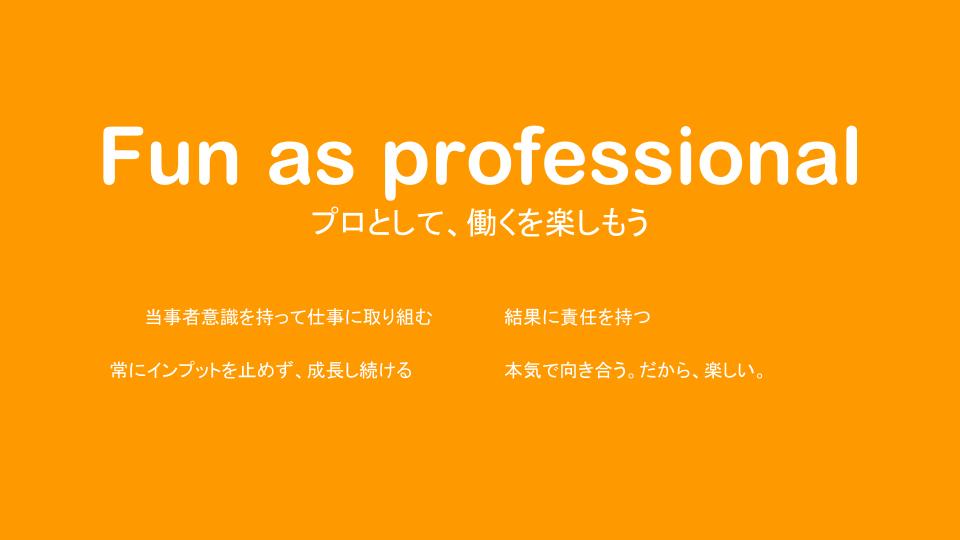 Fun as professional
プロとして、働くを楽しもう
当事者意識を持って仕事に取り組む
結果に責任を持つ
常にインプットを止めず、成長し続ける
本気で向き合う。だから、楽しい。